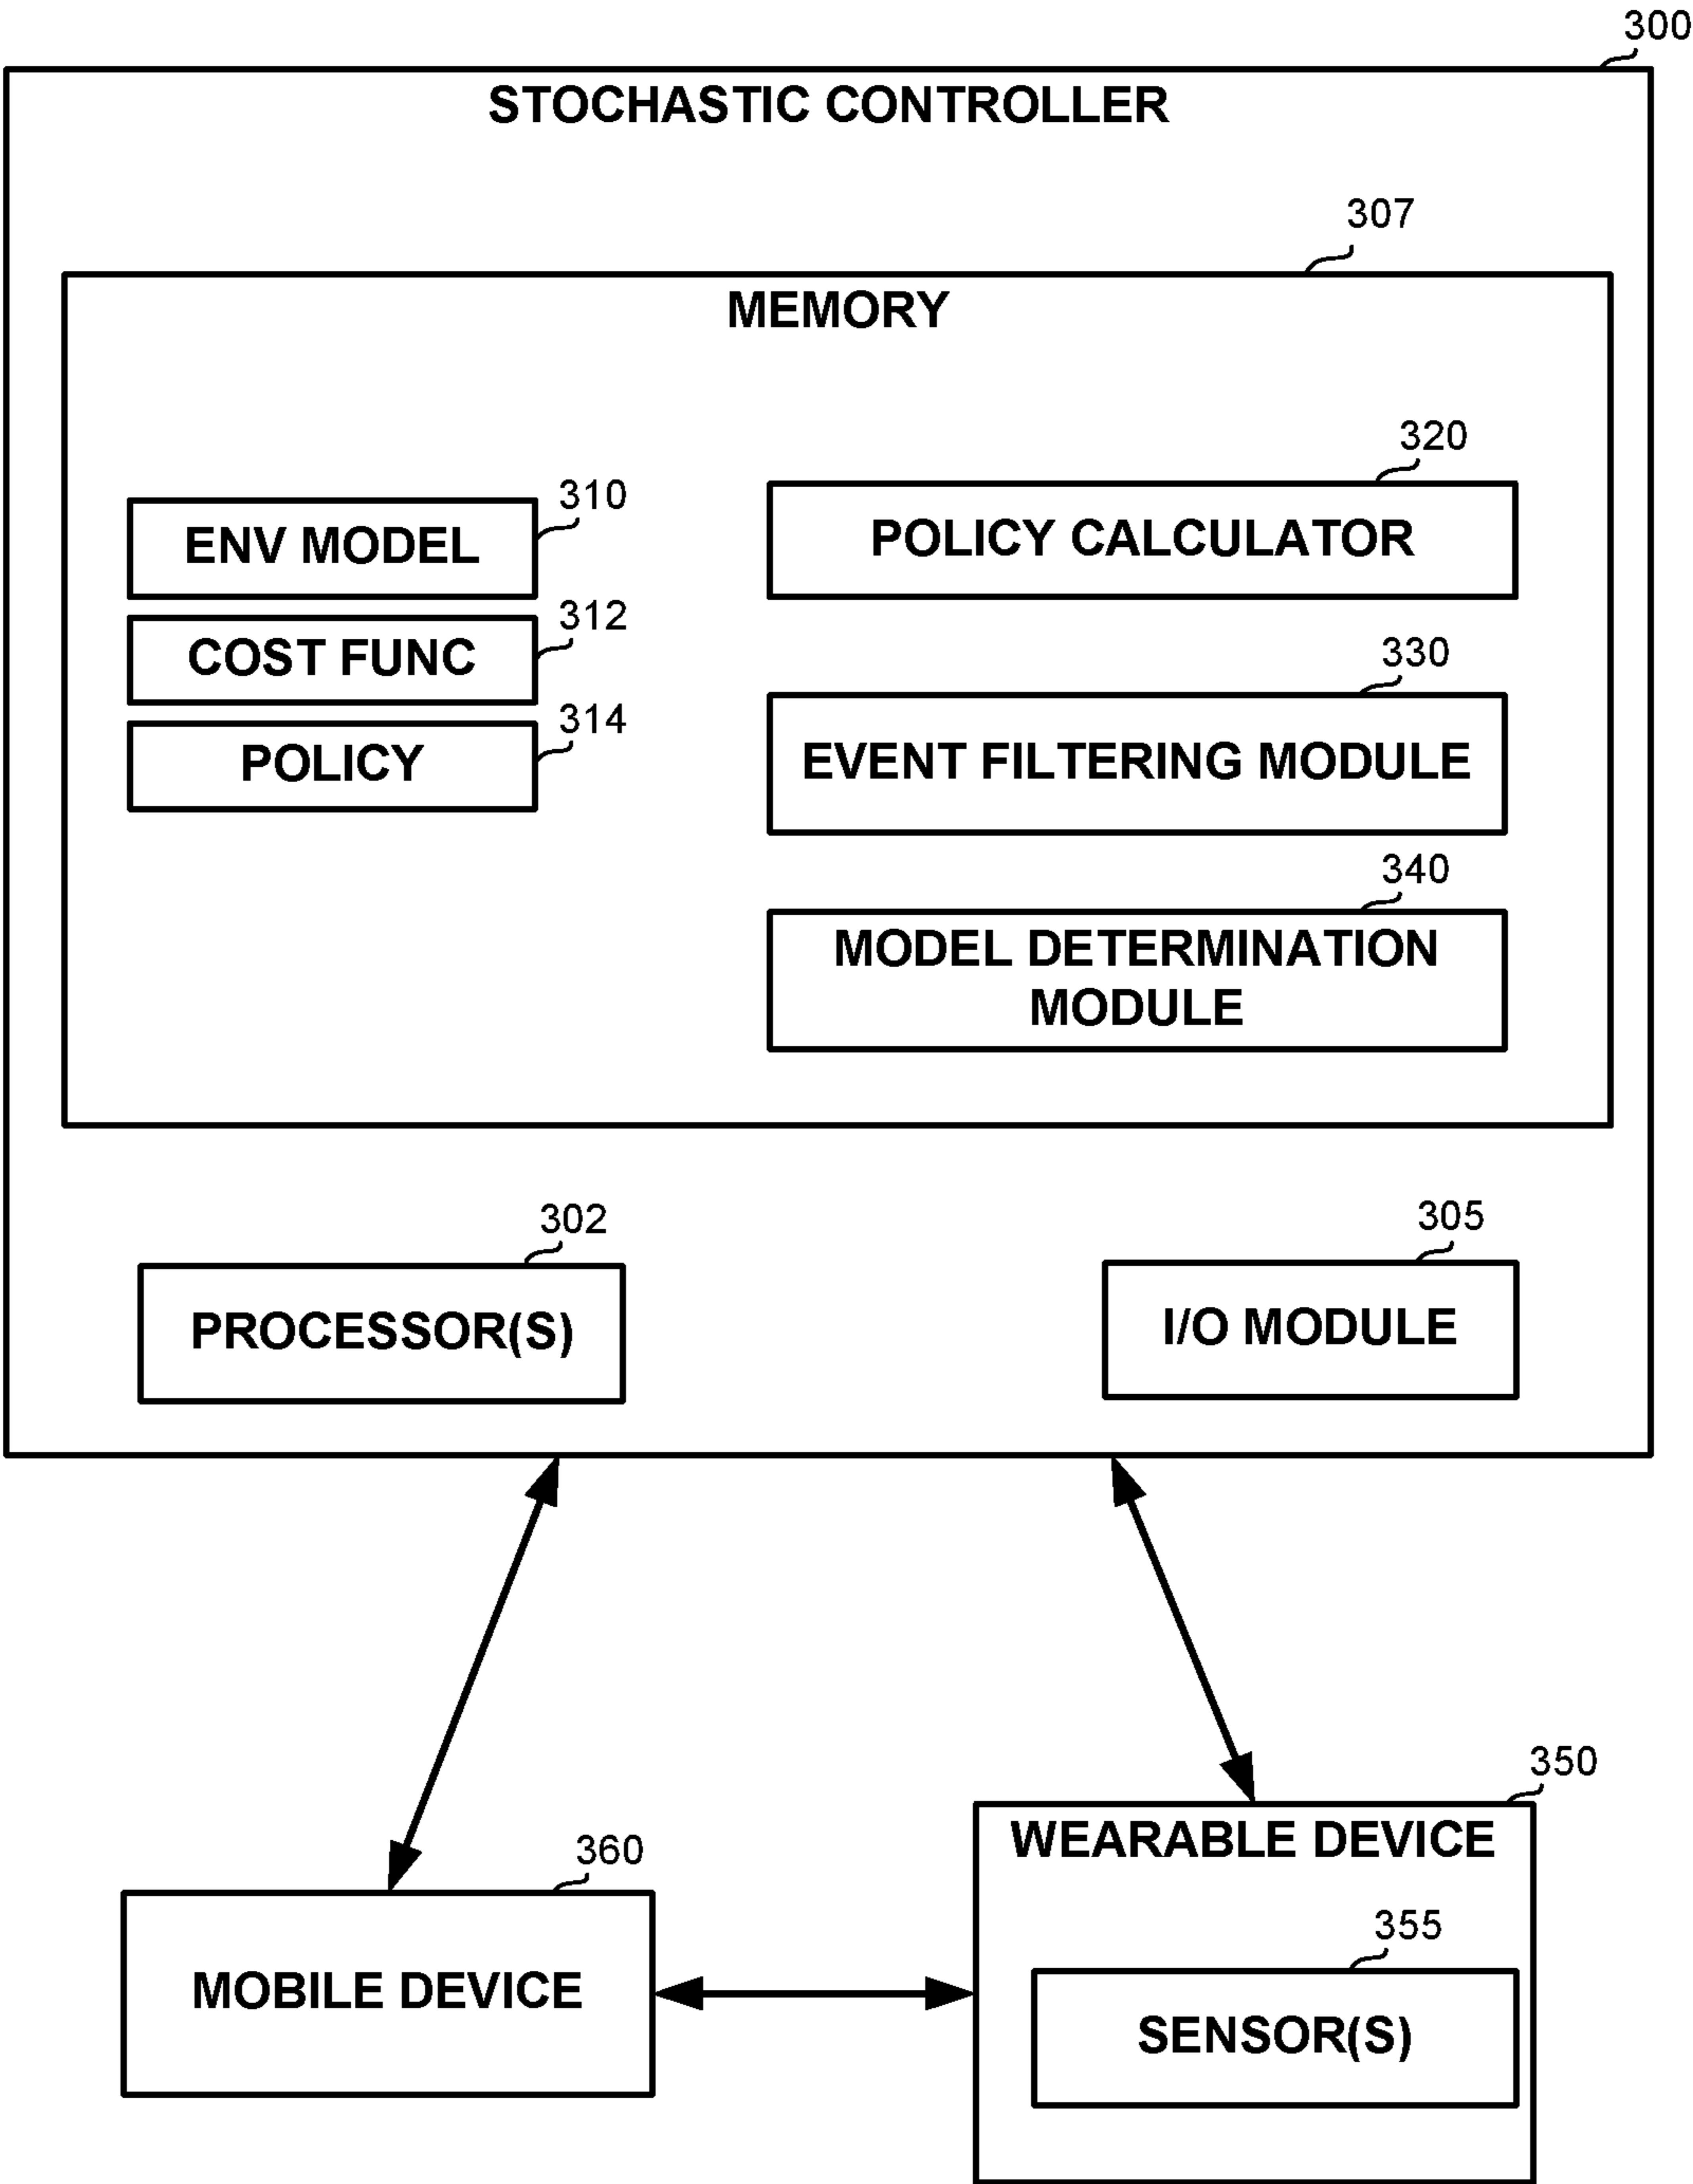 300
STOCHASTIC CONTROLLER
307
MEMORY
310
ENV MODEL
312
COST FUNC
314
POLICY
320
POLICY CALCULATOR
330
EVENT FILTERING MODULE
340
MODEL DETERMINATION
MODULE
302
PROCESSOR(S)
305
I/O MODULE
360
MOBILE DEVICE
350
WEARABLE DEVICE
355
SENSOR(S)